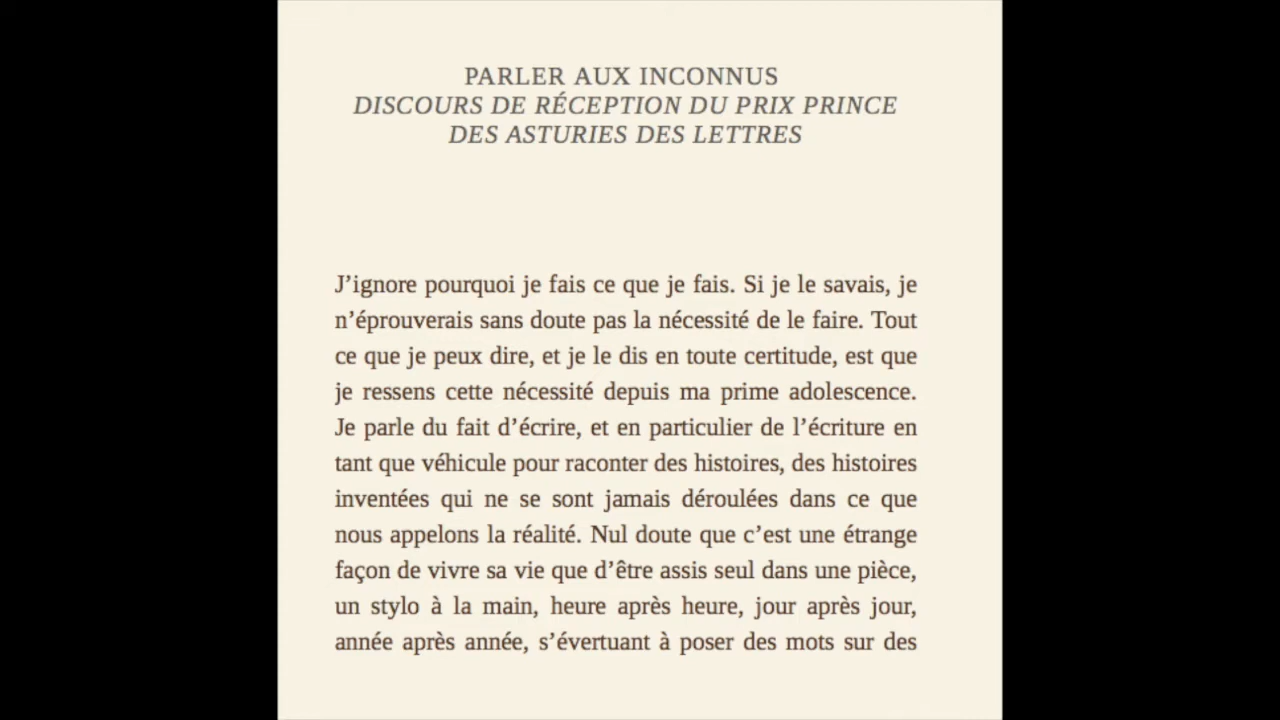 PARLER AUX INCONNUS
DISCOURS DE RÉCEPTION DU PRIX PRINCE
DES ASTURIES DES LETTRES
J’ignore pourquoi je fais ce que je fais. Si je le savais, je
n’éprouverais sans doute pas la nécessité de le faire. Tout
ce que je peux dire, et je le dis en toute certitude, est que
je ressens cette nécessité depuis ma prime adolescence.
Je parle du fait d’écrire, et en particulier de l’écriture en
tant que véhicule pour raconter des histoires, des histoires
inventées qui ne se sont jamais déroulées dans ce que
nous appelons la réalité. Nul doute que c’est une étrange
façon de vivre sa vie que d’être assis seul dans une pièce,
un stylo à la main, heure après heure, jour après jour,
année après année, s’évertuant à poser des mots sur des